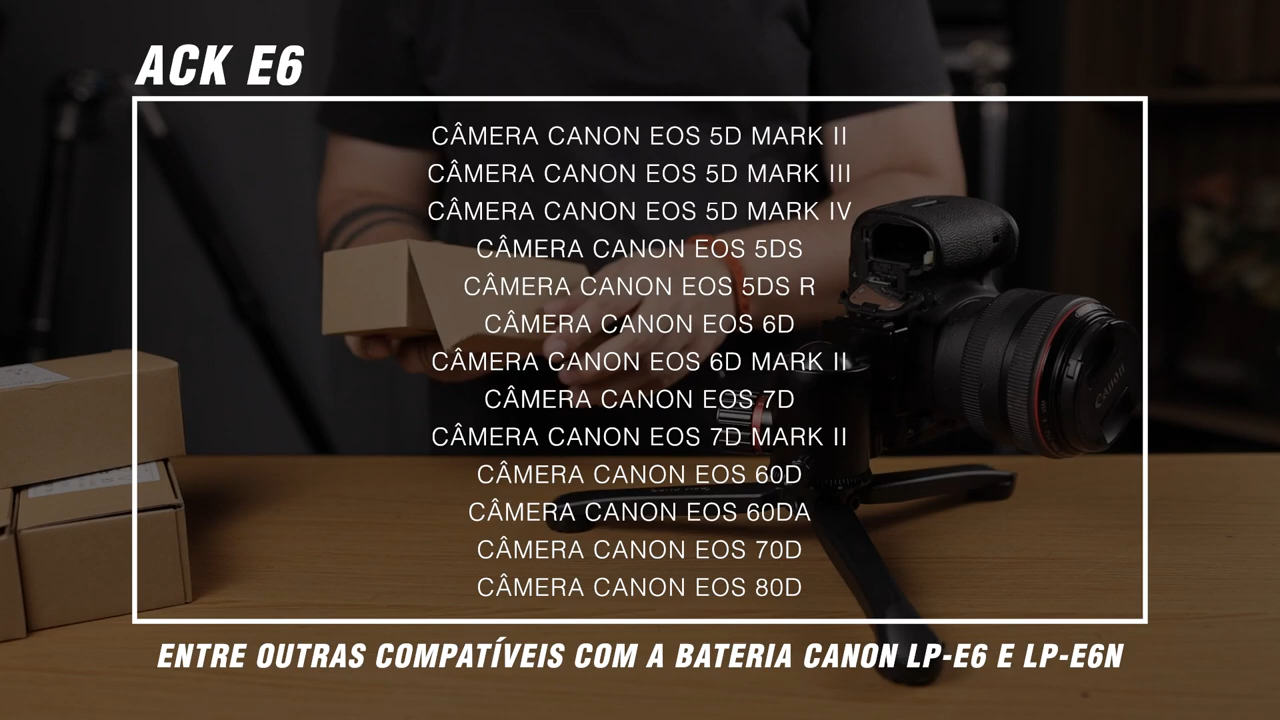 ACK E6
CÂMERA CANON EOS 5D MARK II
CÂMERA CANON EOS 5D MARK III
CÂMERA CANON EOS 5D MARK IV
CÂMERA CANON EOS 5DS
CÂMERA CANON EOS 5DS R
CÂMERA CANON EOS 6D
CÂMERA CANON EOS 6D MARK II
CÂMERA CANON EOS 7D
CÂMERA CANON EOS 7D MARK II
CÂMERA CANON EOS 60D
CÂMERA CANON EOS 60DA
CÂMERA CANON EOS 70D
CÂMERA CANON EOS 80D
ENTRE OUTRAS COMPATÍVEIS COM A BATERIA CANON LP-E6 E LP-E6N
CANON